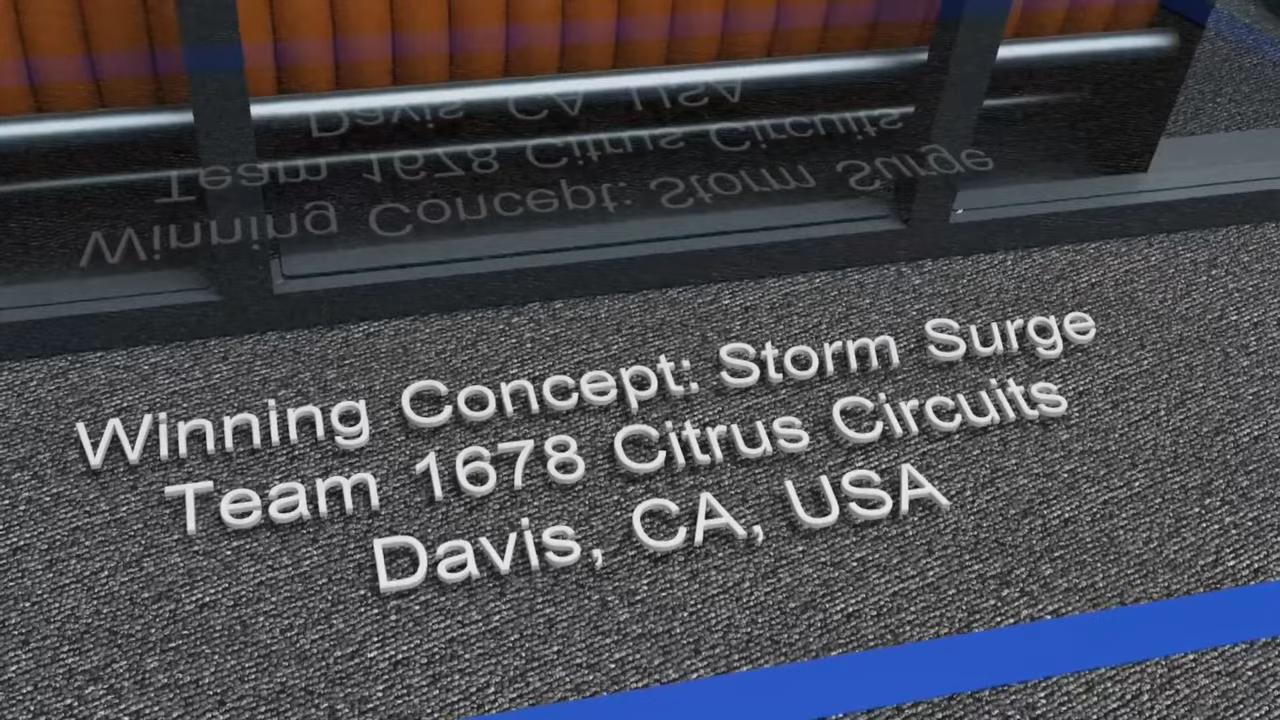 Winning Concept: Storm Surge
Team 1678 Citrus Circuits
Davis, CA, USA